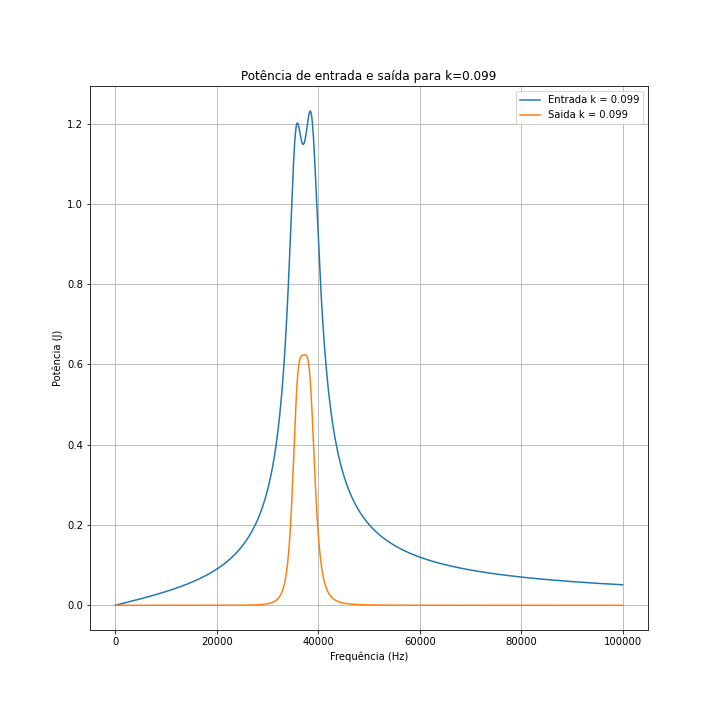 Potência de entrada e saída para k=0.099
Entrada k = 0.099
Saida k = 0.099
1.2
1.0
0.8
0.6
0.4
0.2
0.0
Potência (J)
0 20000 40000 60000 80000 100000
Frequência (Hz)